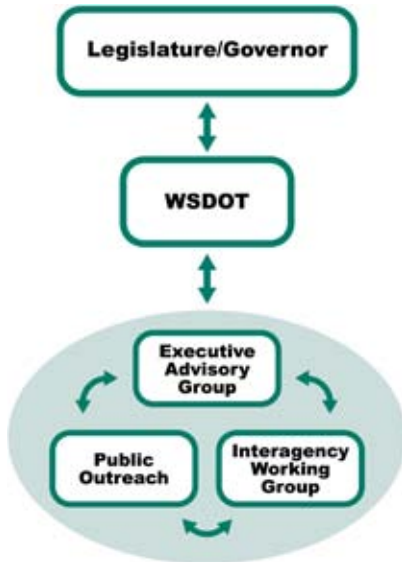 Legislature/Governor
WSDOT
Executive
Advisory
Group
Public
Outreach
Interagency
Working
Group